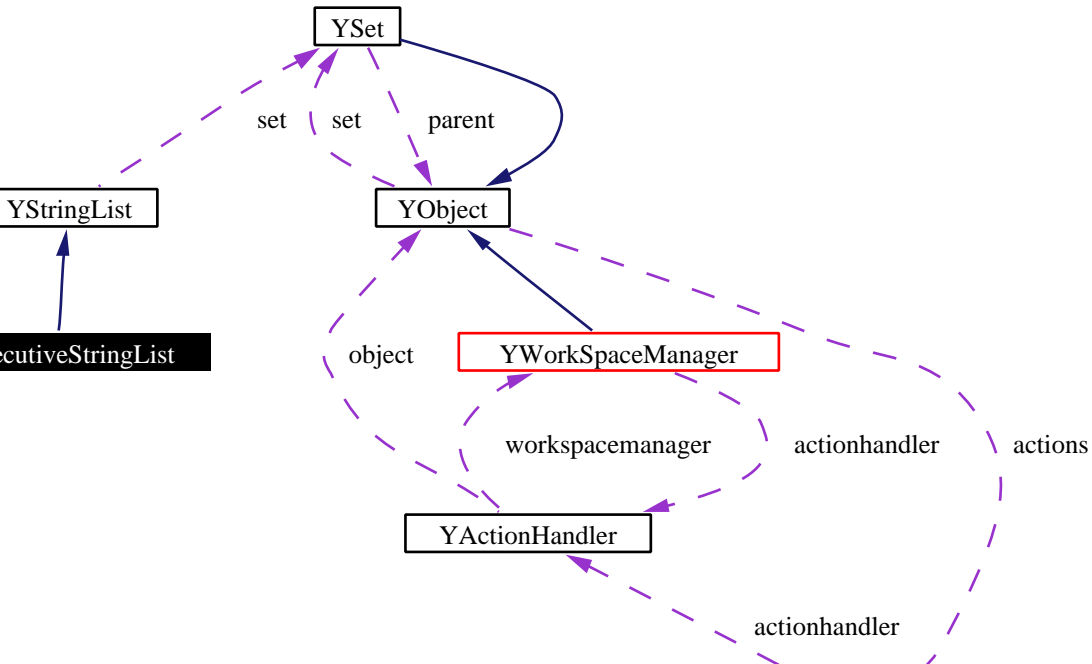 YSet
set
set
parent
YStringList
YObject
ecutiveStringList
object
YWorkSpaceManager
workspacemanager
actionhandler
actions
YActionHandler
actionhandler